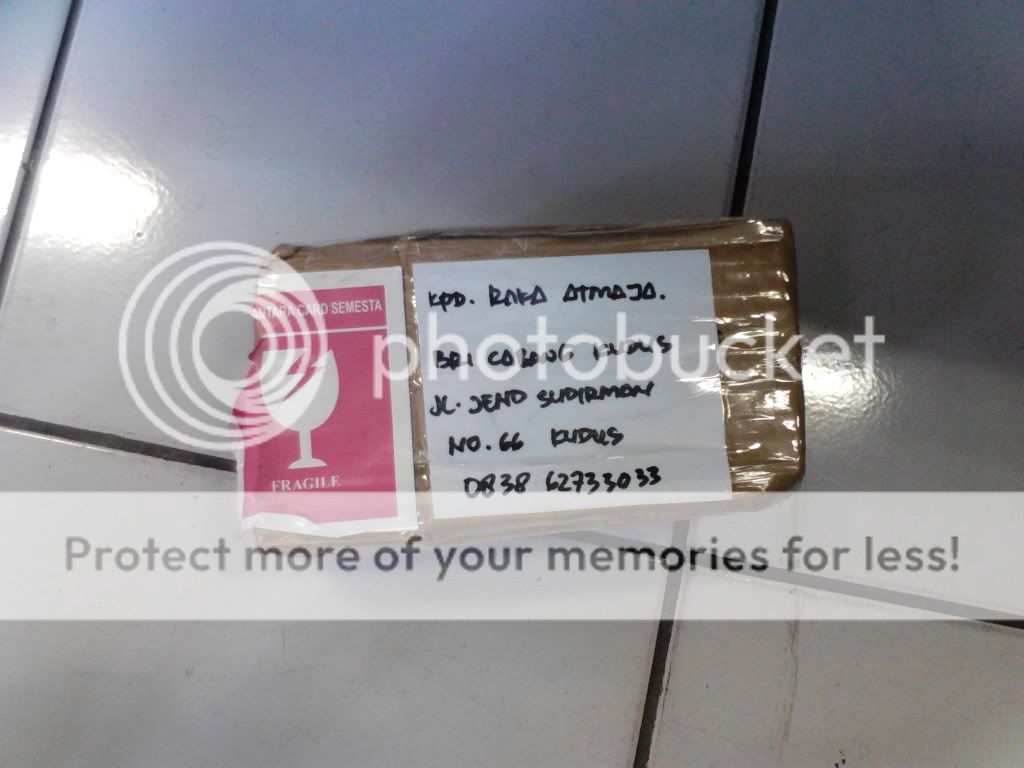 ANTARA CARD SEMESTA
FRAGILE
KPD. RAKA ATMAJA.
BRI CABANG KUDUS
JL. JEND SUDIRMAN
NO. 66 KUDUS
0838 62733033
photobucket
Protect more of your memories for less!